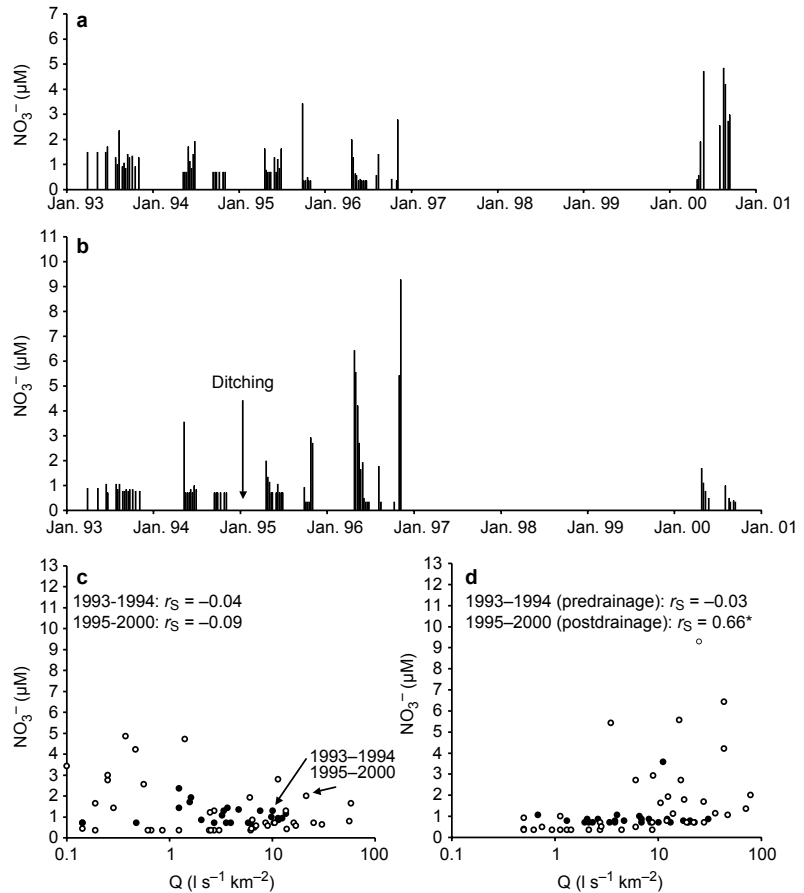 a
NO₃⁻ (µM)
7
6
5
4
3
2
1
0
Jan. 93 Jan. 94 Jan. 95 Jan. 96 Jan. 97 Jan. 98 Jan. 99 Jan. 00 Jan. 01
b
NO₃⁻ (µM)
11
10
9
8
7
6
5
4
3
2
1
0
Ditching
Jan. 93 Jan. 94 Jan. 95 Jan. 96 Jan. 97 Jan. 98 Jan. 99 Jan. 00 Jan. 01
c
1993-1994: rS = –0.04
1995-2000: rS = –0.09
NO₃⁻ (µM)
13
12
11
10
9
8
7
6
5
4
3
2
1
0
1993–1994
1995–2000
0.1 1 10 100
Q (l s⁻¹ km⁻²)
d
1993–1994 (predrainage): rS = –0.03
1995–2000 (postdrainage): rS = 0.66*
NO₃⁻ (µM)
13
12
11
10
9
8
7
6
5
4
3
2
1
0
0.1 1 10 100
Q (l s⁻¹ km⁻²)